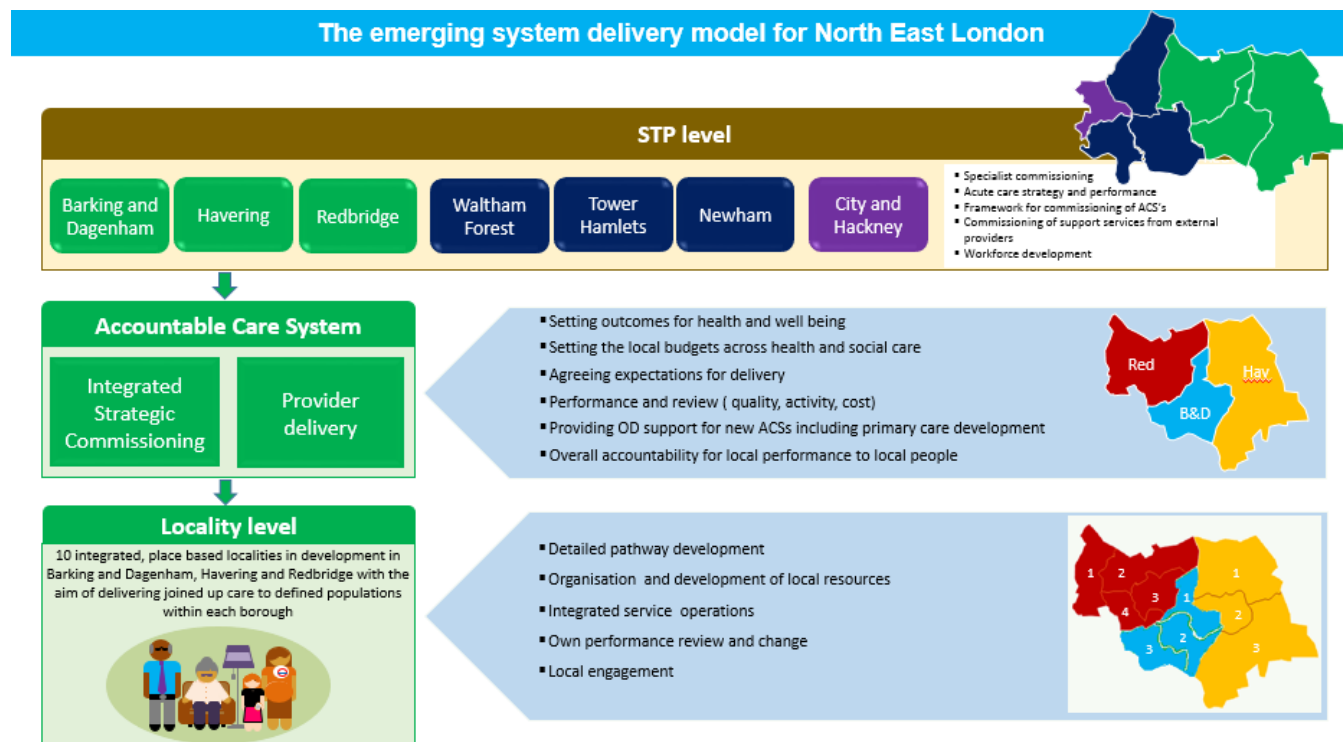 The emerging system delivery model for North East London
STP level
Barking and
Dagenham
Havering
Redbridge
Waltham
Forest
Tower
Hamlets
Newham
City and
Hackney
▪ Specialist commissioning
▪ Acute care strategy and performance
▪ Framework for commissioning of ACS's
▪ Commissioning of support services from external
providers
▪ Workforce development
Accountable Care System
Integrated
Strategic
Commissioning
Provider
delivery
▪ Setting outcomes for health and well being
▪ Setting the local budgets across health and social care
▪ Agreeing expectations for delivery
▪ Performance and review ( quality, activity, cost)
▪ Providing OD support for new ACSs including primary care development
▪ Overall accountability for local performance to local people
Red
Hav
B&D
Locality level
10 integrated, place based localities in development in
Barking and Dagenham, Havering and Redbridge with the
aim of delivering joined up care to defined populations
within each borough
▪ Detailed pathway development
▪ Organisation and development of local resources
▪ Integrated service operations
▪ Own performance review and change
▪ Local engagement
1
2
3
4
1
2
3
1
2
3